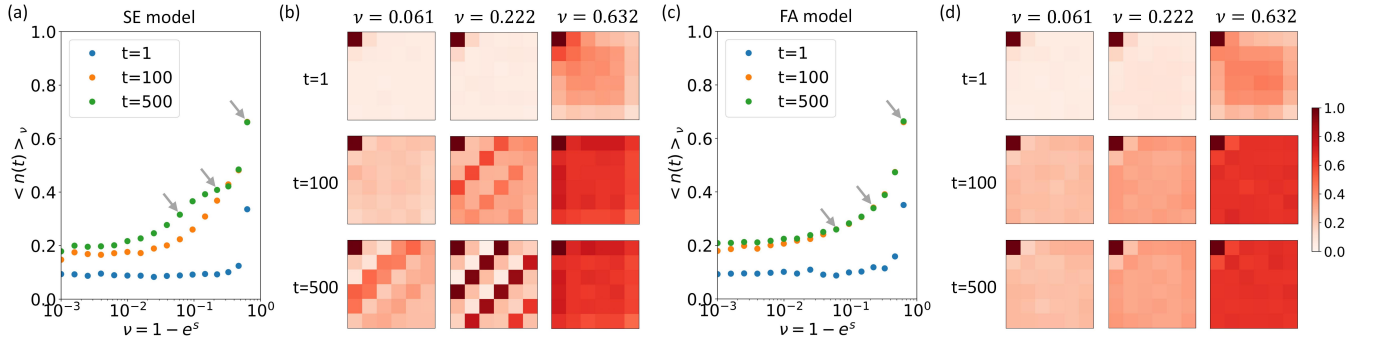 (a)
SE model
1.0
0.8
0.6
0.4
0.2
0.0
< n(t) >ᵥ
t=1
t=100
t=500
10⁻³
10⁻²
10⁻¹
10⁰
ν = 1 − eˢ
(b)
ν = 0.061
ν = 0.222
ν = 0.632
t=1
t=100
t=500
(c)
FA model
1.0
0.8
0.6
0.4
0.2
0.0
< n(t) >ᵥ
t=1
t=100
t=500
10⁻³
10⁻²
10⁻¹
10⁰
ν = 1 − eˢ
(d)
ν = 0.061
ν = 0.222
ν = 0.632
t=1
t=100
t=500
1.0
0.8
0.6
0.4
0.2
0.0